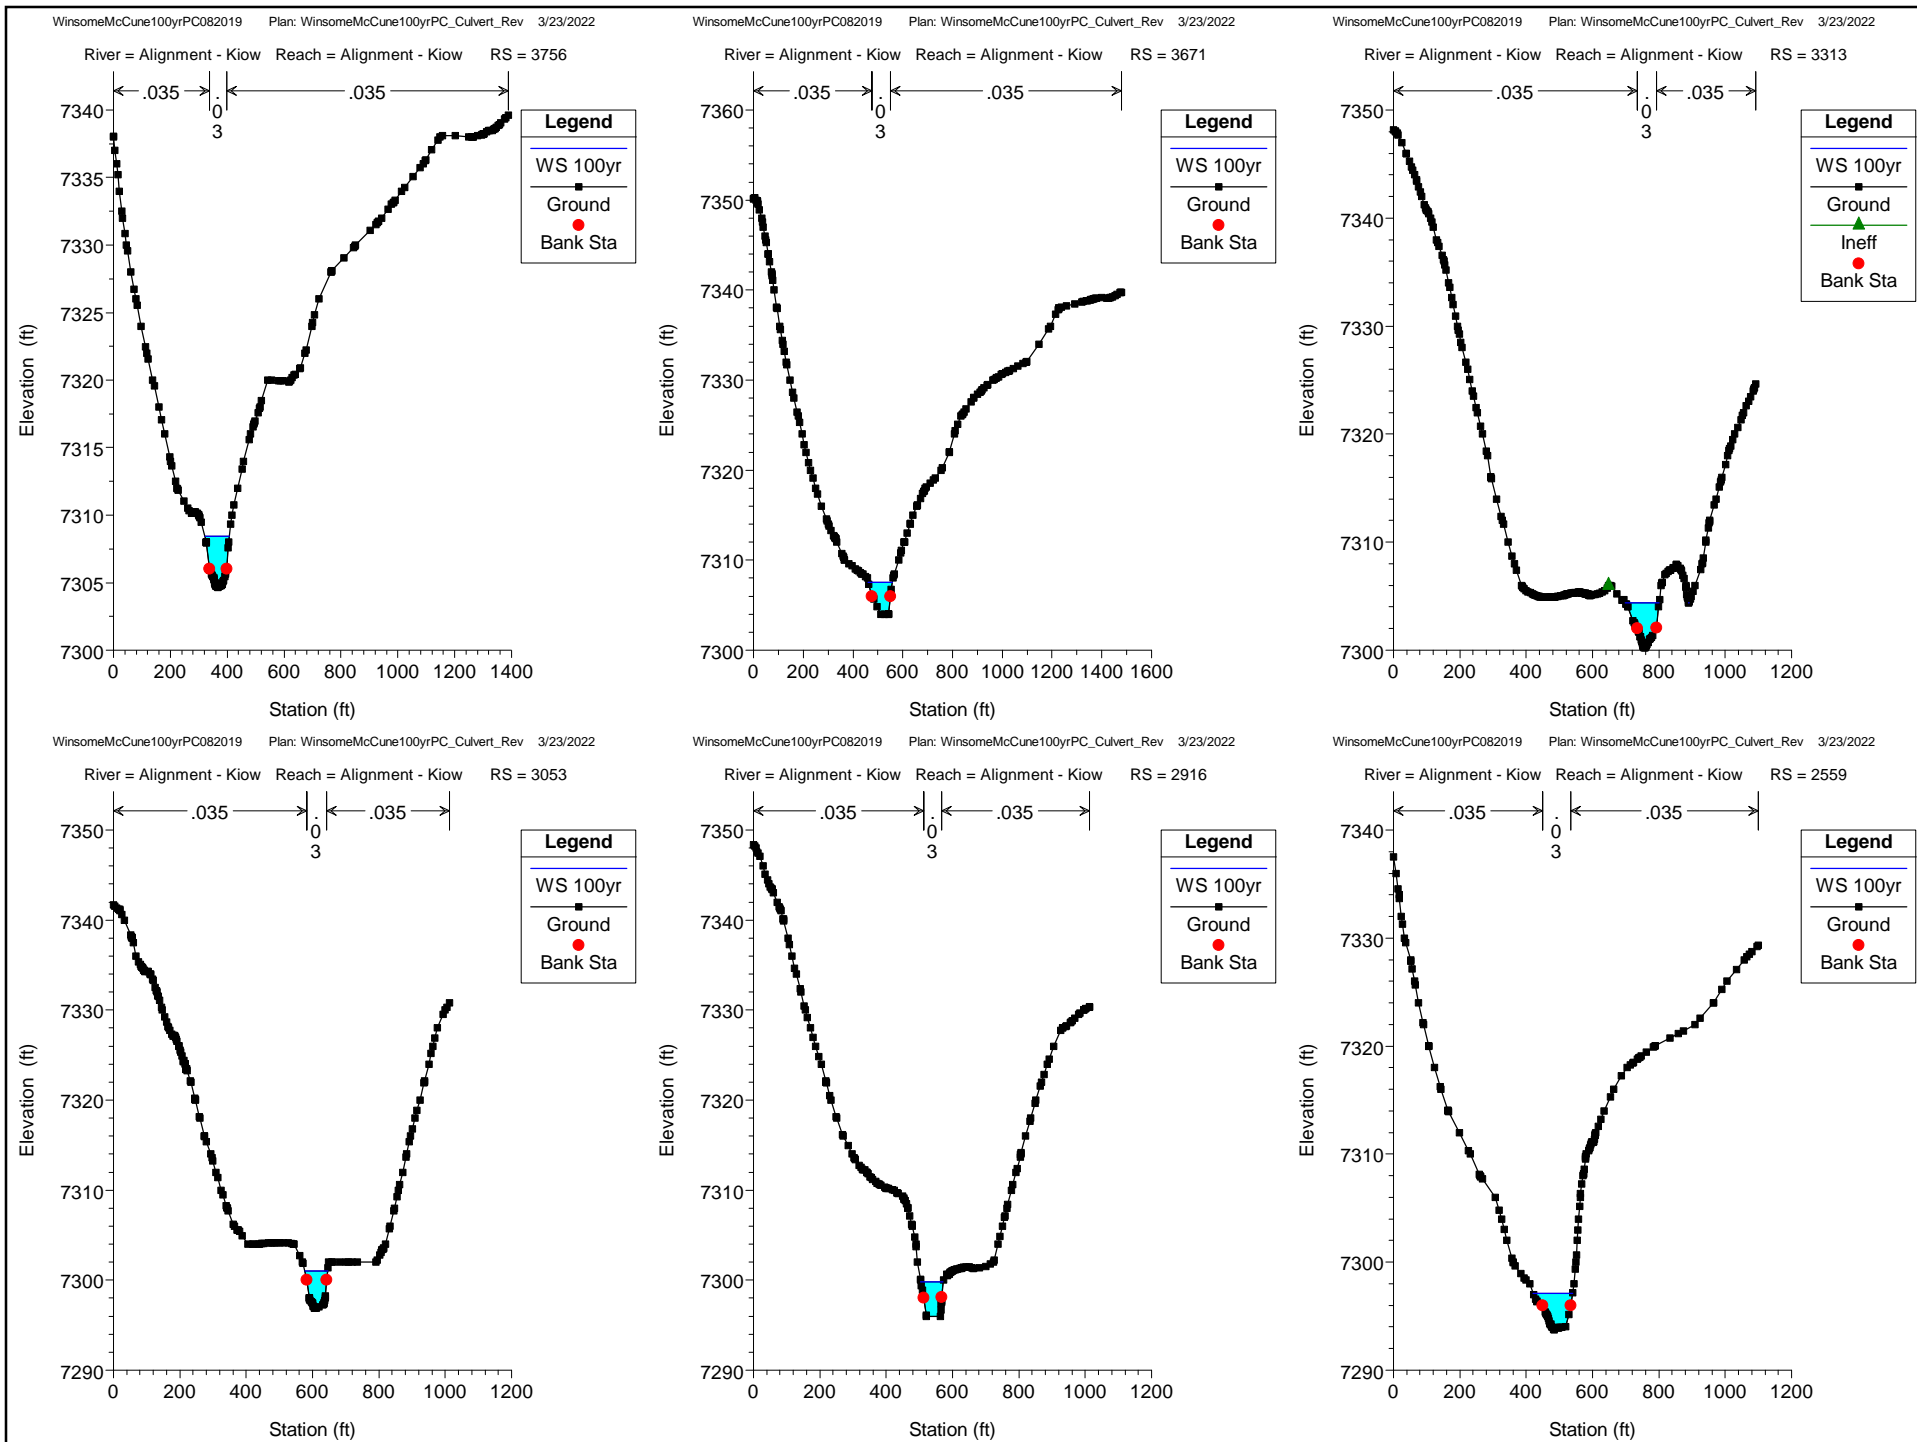 WinsomeMcCune100yrPC082019 Plan: WinsomeMcCune100yrPC_Culvert_Rev 3/23/2022
River = Alignment - Kiow Reach = Alignment - Kiow RS = 3756
.035 .03 .035
7340
7335
7330
7325
7320
7315
7310
7305
7300
Elevation (ft)
0 200 400 600 800 1000 1200 1400
Station (ft)
Legend
WS 100yr
Ground
Bank Sta
WinsomeMcCune100yrPC082019 Plan: WinsomeMcCune100yrPC_Culvert_Rev 3/23/2022
River = Alignment - Kiow Reach = Alignment - Kiow RS = 3671
.035 .03 .035
7360
7350
7340
7330
7320
7310
7300
Elevation (ft)
0 200 400 600 800 1000 1200 1400 1600
Station (ft)
Legend
WS 100yr
Ground
Bank Sta
WinsomeMcCune100yrPC082019 Plan: WinsomeMcCune100yrPC_Culvert_Rev 3/23/2022
River = Alignment - Kiow Reach = Alignment - Kiow RS = 3313
.035 .03 .035
7350
7340
7330
7320
7310
7300
Elevation (ft)
0 200 400 600 800 1000 1200
Station (ft)
Legend
WS 100yr
Ground
Ineff
Bank Sta
WinsomeMcCune100yrPC082019 Plan: WinsomeMcCune100yrPC_Culvert_Rev 3/23/2022
River = Alignment - Kiow Reach = Alignment - Kiow RS = 3053
.035 .03 .035
7350
7340
7330
7320
7310
7300
7290
Elevation (ft)
0 200 400 600 800 1000 1200
Station (ft)
Legend
WS 100yr
Ground
Bank Sta
WinsomeMcCune100yrPC082019 Plan: WinsomeMcCune100yrPC_Culvert_Rev 3/23/2022
River = Alignment - Kiow Reach = Alignment - Kiow RS = 2916
.035 .03 .035
7350
7340
7330
7320
7310
7300
7290
Elevation (ft)
0 200 400 600 800 1000 1200
Station (ft)
Legend
WS 100yr
Ground
Bank Sta
WinsomeMcCune100yrPC082019 Plan: WinsomeMcCune100yrPC_Culvert_Rev 3/23/2022
River = Alignment - Kiow Reach = Alignment - Kiow RS = 2559
.035 .03 .035
7340
7330
7320
7310
7300
7290
Elevation (ft)
0 200 400 600 800 1000 1200
Station (ft)
Legend
WS 100yr
Ground
Bank Sta